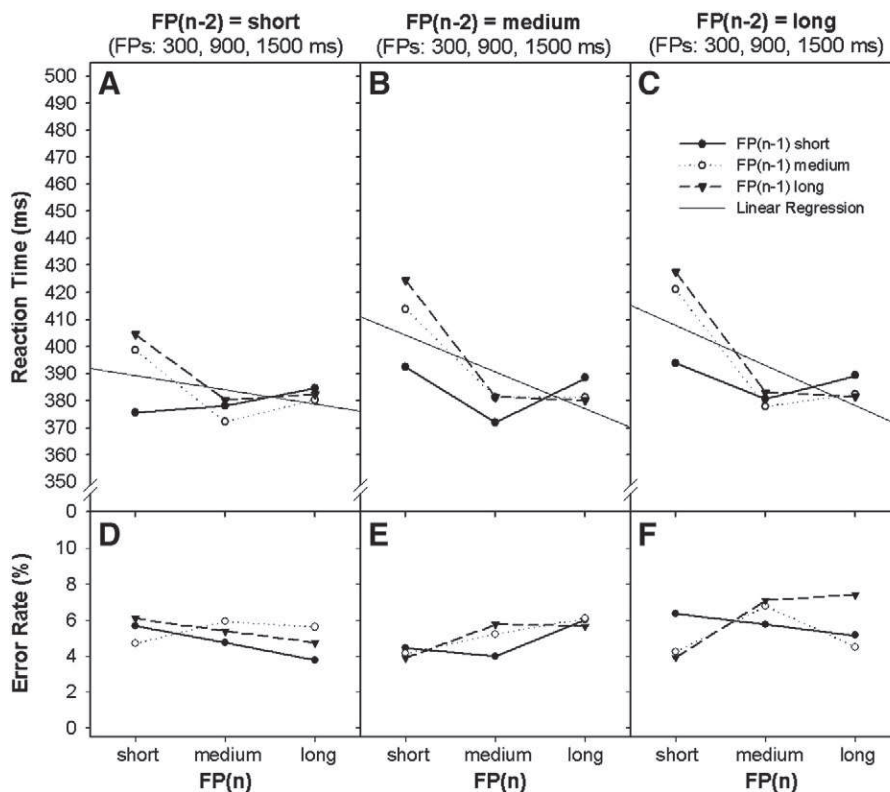 FP(n-2) = short
(FPs: 300, 900, 1500 ms)
FP(n-2) = medium
(FPs: 300, 900, 1500 ms)
FP(n-2) = long
(FPs: 300, 900, 1500 ms)
Reaction Time (ms)
500
490
480
470
460
450
440
430
420
410
400
390
380
370
360
350
0
A
B
C
FP(n-1) short
FP(n-1) medium
FP(n-1) long
Linear Regression
Error Rate (%)
10
8
6
4
2
0
D
E
F
short medium long
short medium long
short medium long
FP(n)
FP(n)
FP(n)